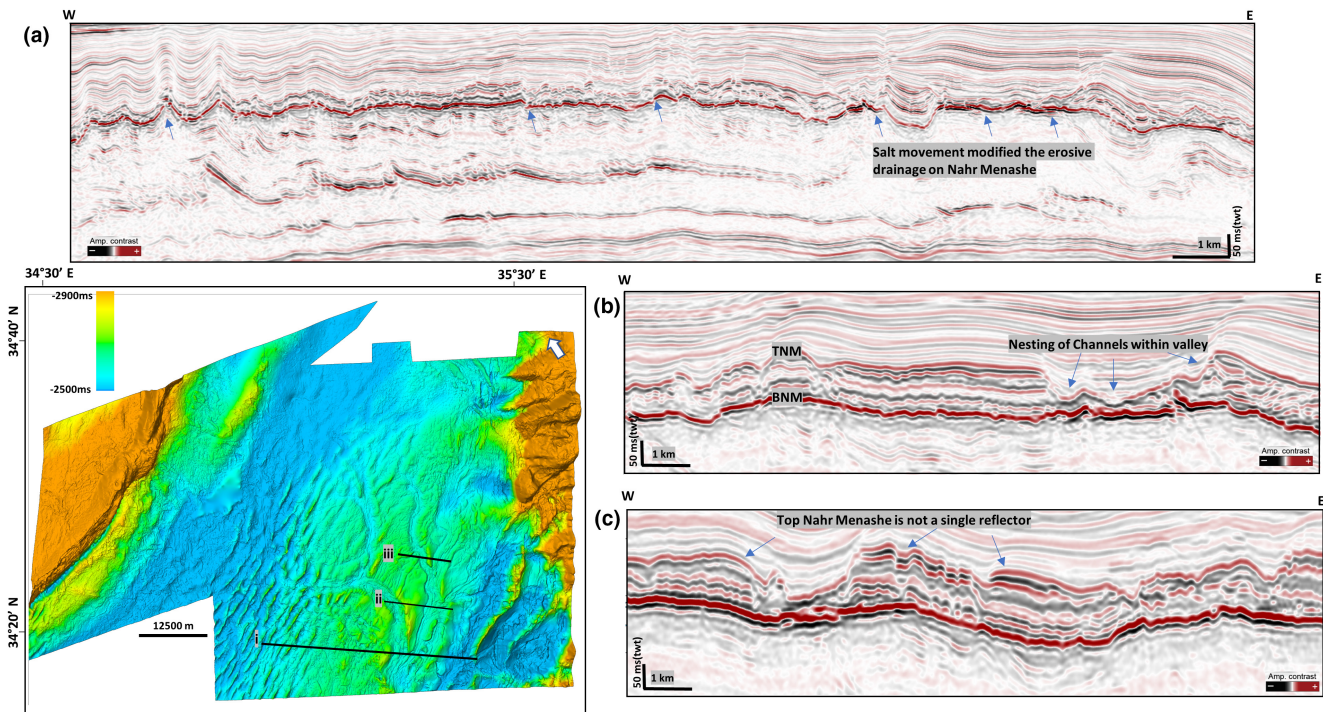 (a)
W
E
Salt movement modified the erosive
drainage on Nahr Menashe
Amp. contrast
− +
1 km
50 ms(twt)
34°30’ E
35°30’ E
34°40’ N
34°20’ N
-2900ms
-2500ms
iii
ii
i
12500 m
(b)
W
E
TNM
BNM
Nesting of Channels within valley
50 ms(twt)
1 km
Amp. contrast
− +
(c)
W
E
Top Nahr Menashe is not a single reflector
50 ms(twt)
1 km
Amp. contrast
− +